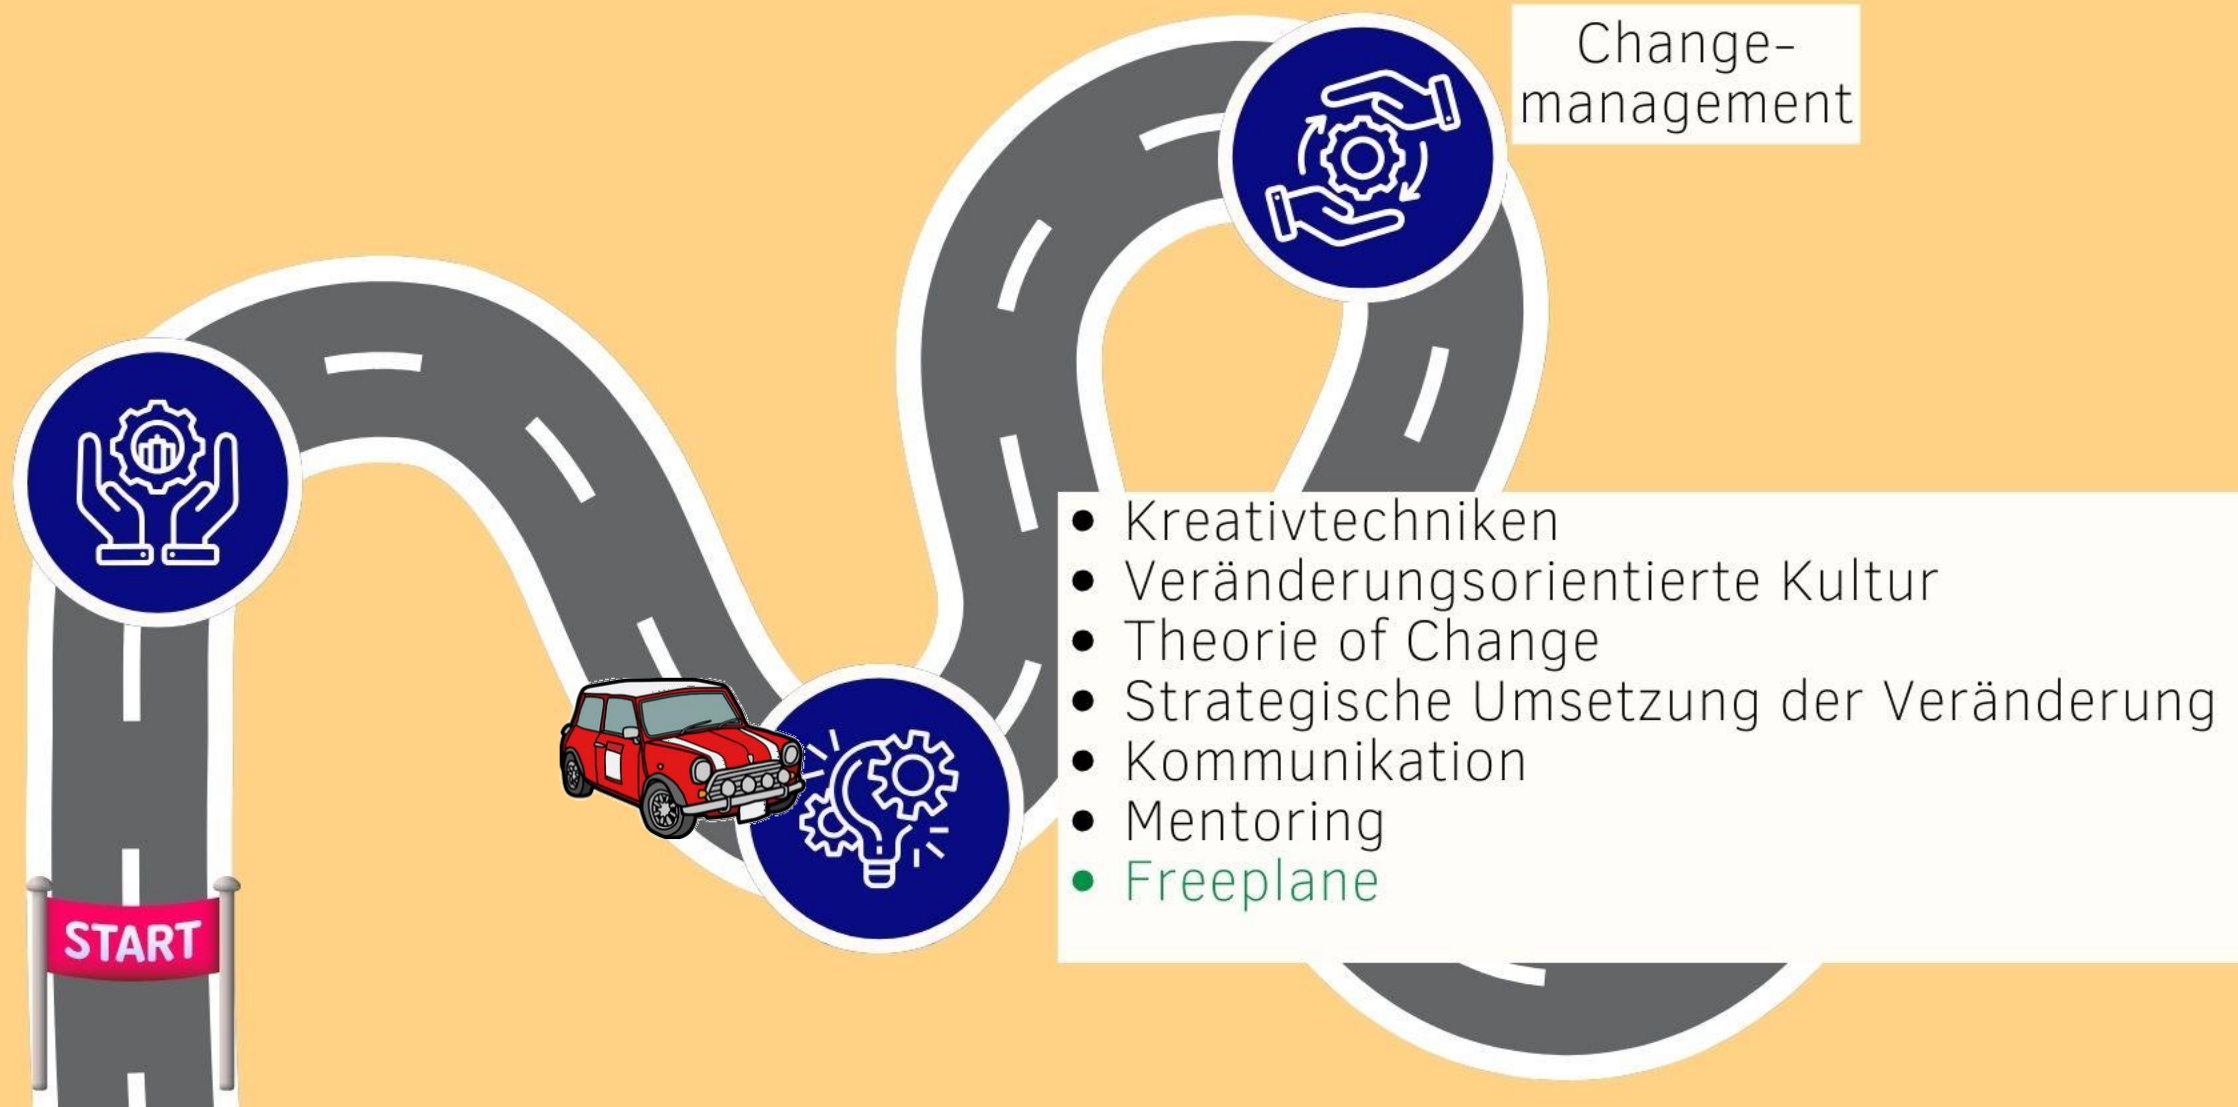 Change-
management
• Kreativtechniken
• Veränderungsorientierte Kultur
• Theorie of Change
• Strategische Umsetzung der Veränderung
• Kommunikation
• Mentoring
• Freeplane
START